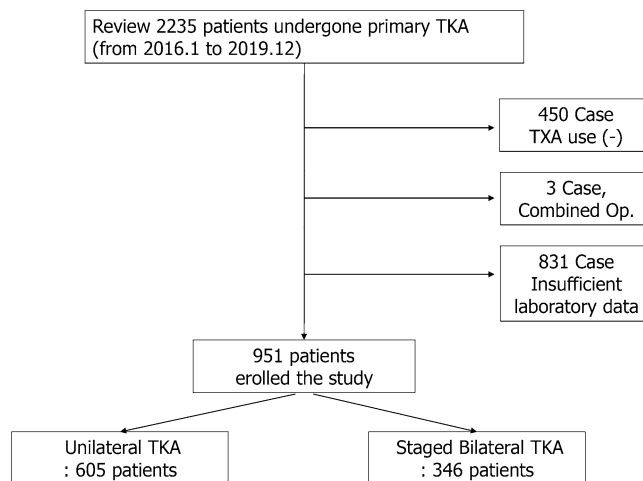 Review 2235 patients undergone primary TKA
(from 2016.1 to 2019.12)
450 Case
TXA use (-)
3 Case,
Combined Op.
831 Case
Insufficient
laboratory data
951 patients
erolled the study
Unilateral TKA
: 605 patients
Staged Bilateral TKA
: 346 patients